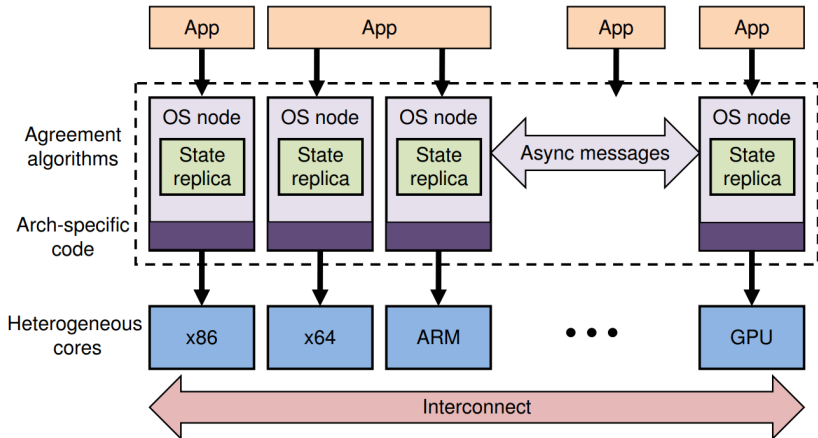 App
App
App
App
Agreement
algorithms
OS node
State
replica
OS node
State
replica
OS node
State
replica
Async messages
OS node
State
replica
Arch-specific
code
Heterogeneous
cores
x86
x64
ARM
GPU
Interconnect